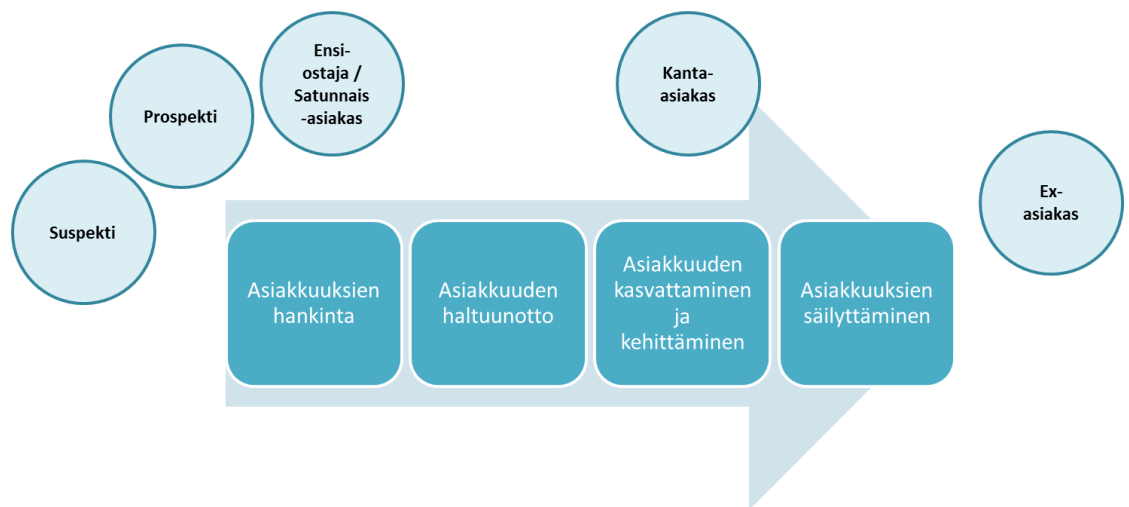 Ensi-
ostaja /
Satunnais
-asiakas
Kanta-
asiakas
Prospekti
Suspekti
Ex-
asiakas
Asiakkuuksien
hankinta
Asiakkuuden
haltuunotto
Asiakkuuden
kasvattaminen
ja
kehittäminen
Asiakkuuksien
säilyttäminen